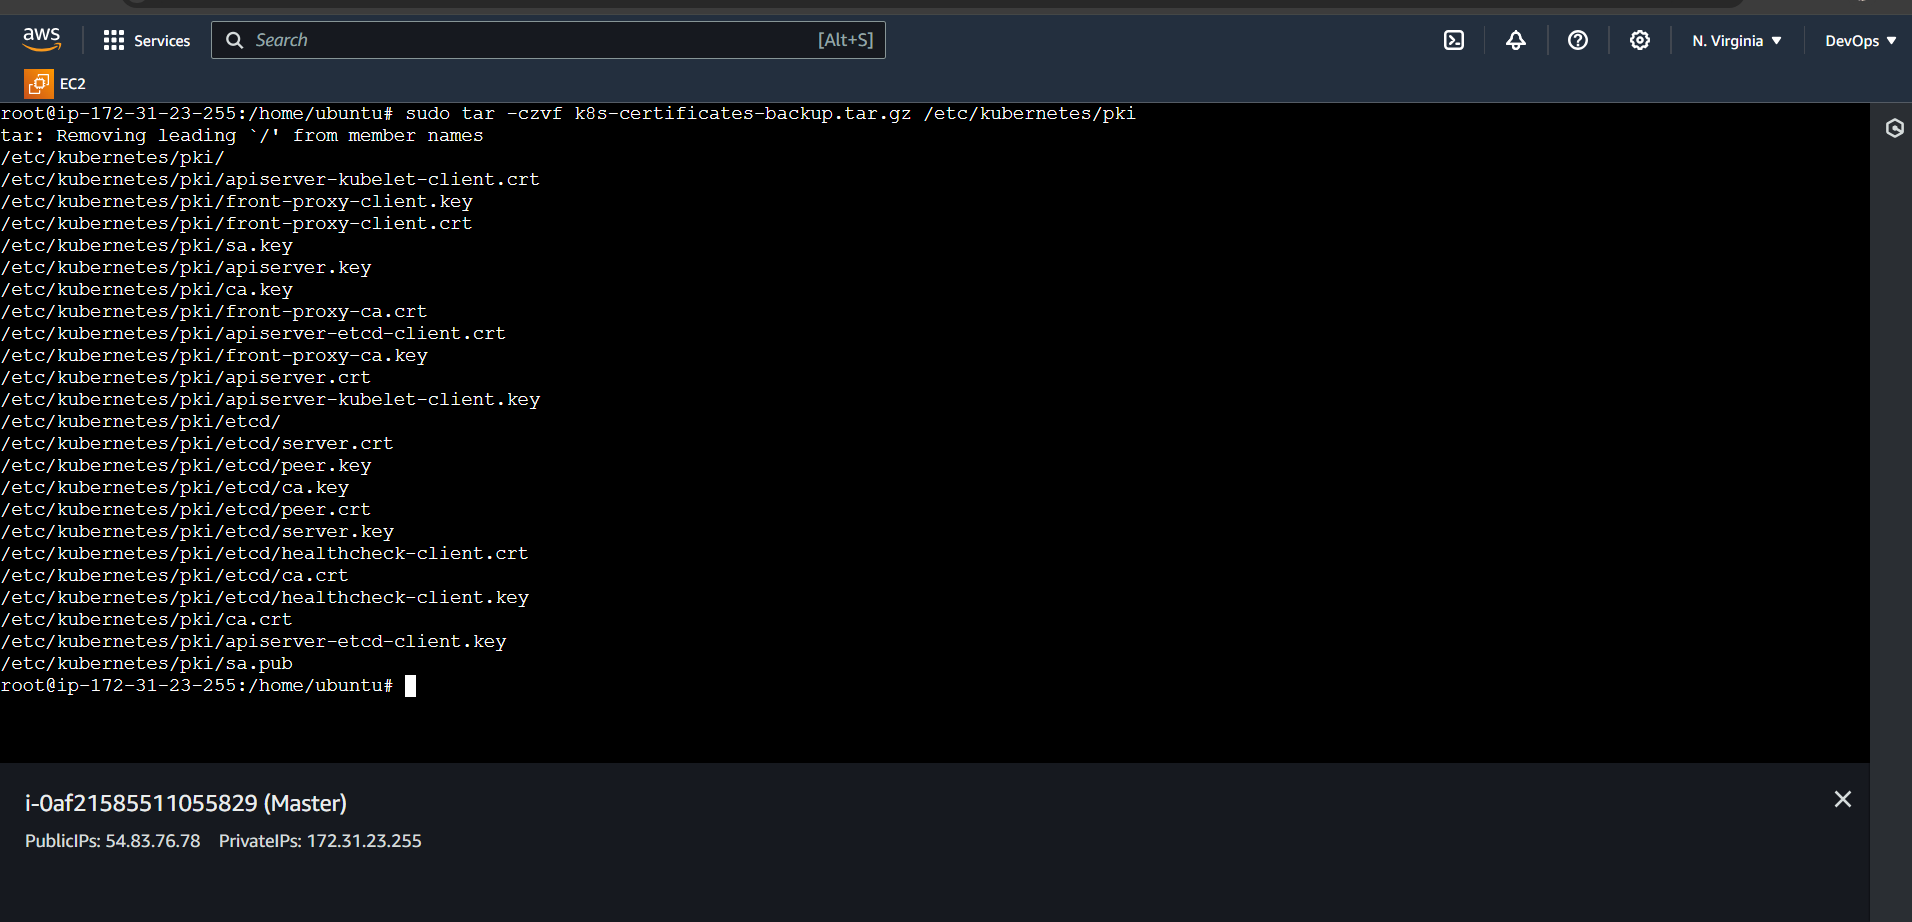 aws
Services
Search
[Alt+S]
N. Virginia
DevOps
EC2
root@ip-172-31-23-255:/home/ubuntu# sudo tar -czvf k8s-certificates-backup.tar.gz /etc/kubernetes/pki
tar: Removing leading `/' from member names
/etc/kubernetes/pki/
/etc/kubernetes/pki/apiserver-kubelet-client.crt
/etc/kubernetes/pki/front-proxy-client.key
/etc/kubernetes/pki/front-proxy-client.crt
/etc/kubernetes/pki/sa.key
/etc/kubernetes/pki/apiserver.key
/etc/kubernetes/pki/ca.key
/etc/kubernetes/pki/front-proxy-ca.crt
/etc/kubernetes/pki/apiserver-etcd-client.crt
/etc/kubernetes/pki/front-proxy-ca.key
/etc/kubernetes/pki/apiserver.crt
/etc/kubernetes/pki/apiserver-kubelet-client.key
/etc/kubernetes/pki/etcd/
/etc/kubernetes/pki/etcd/server.crt
/etc/kubernetes/pki/etcd/peer.key
/etc/kubernetes/pki/etcd/ca.key
/etc/kubernetes/pki/etcd/peer.crt
/etc/kubernetes/pki/etcd/server.key
/etc/kubernetes/pki/etcd/healthcheck-client.crt
/etc/kubernetes/pki/etcd/ca.crt
/etc/kubernetes/pki/etcd/healthcheck-client.key
/etc/kubernetes/pki/ca.crt
/etc/kubernetes/pki/apiserver-etcd-client.key
/etc/kubernetes/pki/sa.pub
root@ip-172-31-23-255:/home/ubuntu#
i-0af21585511055829 (Master)
PublicIPs: 54.83.76.78 PrivateIPs: 172.31.23.255